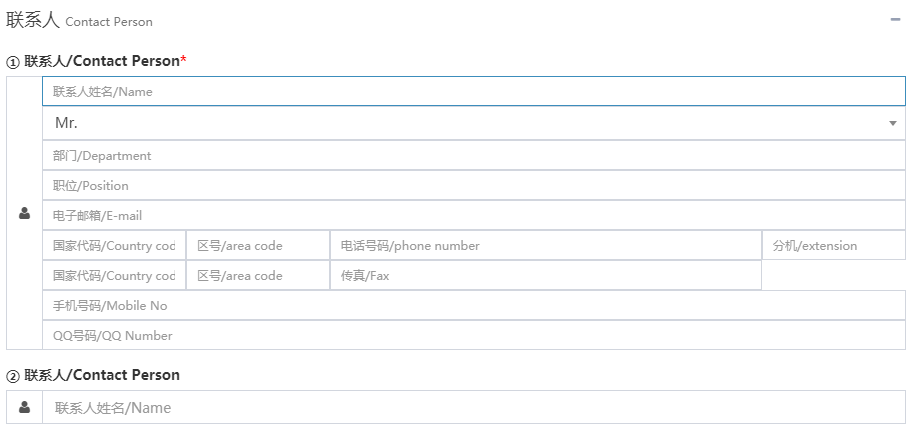 联系人 Contact Person
① 联系人/Contact Person*
联系人姓名/Name
Mr.
部门/Department
职位/Position
电子邮箱/E-mail
国家代码/Country cod 区号/area code 电话号码/phone number 分机/extension
国家代码/Country cod 区号/area code 传真/Fax
手机号码/Mobile No
QQ号码/QQ Number
② 联系人/Contact Person
联系人姓名/Name